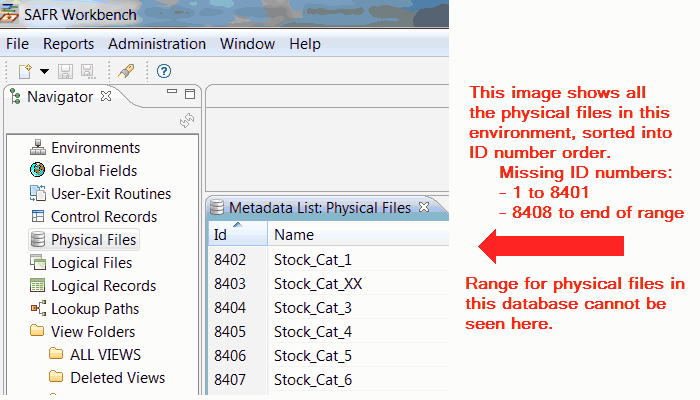 SAFR Workbench
File Reports Administration Window Help
Navigator
Environments
Global Fields
User-Exit Routines
Control Records
Physical Files
Logical Files
Logical Records
Lookup Paths
View Folders
ALL VIEWS
Deleted Views
Metadata List: Physical Files
Id Name
8402 Stock_Cat_1
8403 Stock_Cat_XX
8404 Stock_Cat_3
8405 Stock_Cat_4
8406 Stock_Cat_5
8407 Stock_Cat_6
This image shows all
the physical files in this
environment, sorted into
ID number order.
Missing ID numbers:
- 1 to 8401
- 8408 to end of range
Range for physical files in
this database cannot be
seen here.